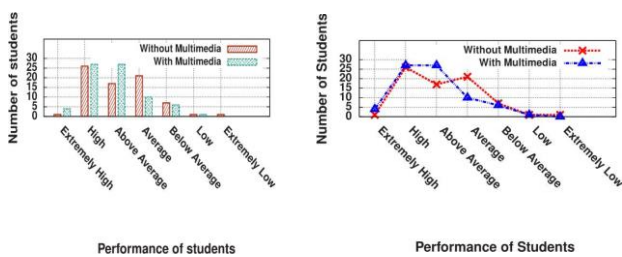 Number of students
30
25
20
15
10
5
0
Without Multimedia
With Multimedia
Extremely High
High
Above Average
Average
Below Average
Low
Extremely Low
Performance of students
Number of Students
30
25
20
15
10
5
0
Without Multimedia
With Multimedia
Extremely High
High
Above Average
Average
Below Average
Low
Extremely Low
Performance of Students